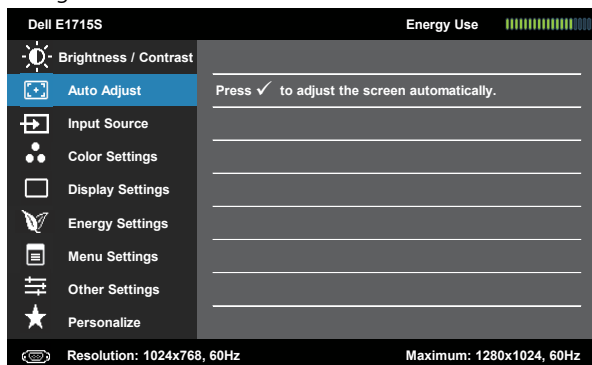 Dell E1715S Energy Use
Brightness / Contrast
Auto Adjust Press ✓ to adjust the screen automatically.
Input Source
Color Settings
Display Settings
Energy Settings
Menu Settings
Other Settings
Personalize
Resolution: 1024x768, 60Hz Maximum: 1280x1024, 60Hz